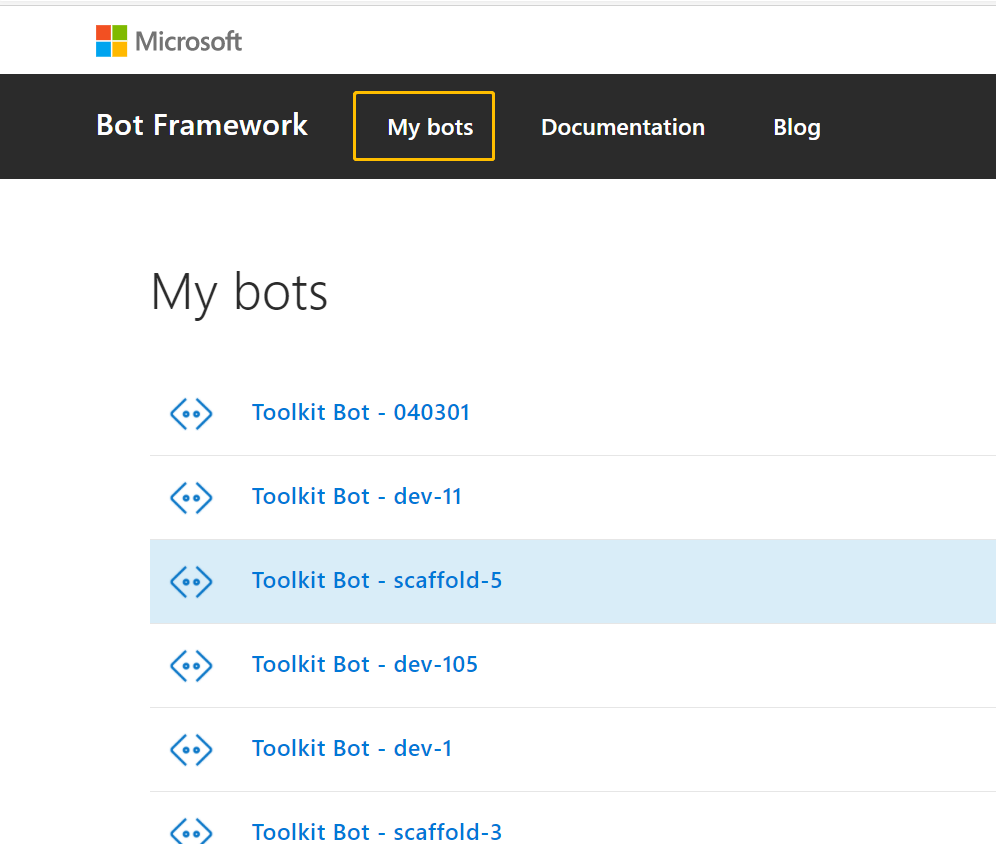 Microsoft
Bot Framework My bots Documentation Blog
My bots
Toolkit Bot - 040301
Toolkit Bot - dev-11
Toolkit Bot - scaffold-5
Toolkit Bot - dev-105
Toolkit Bot - dev-1
Toolkit Bot - scaffold-3